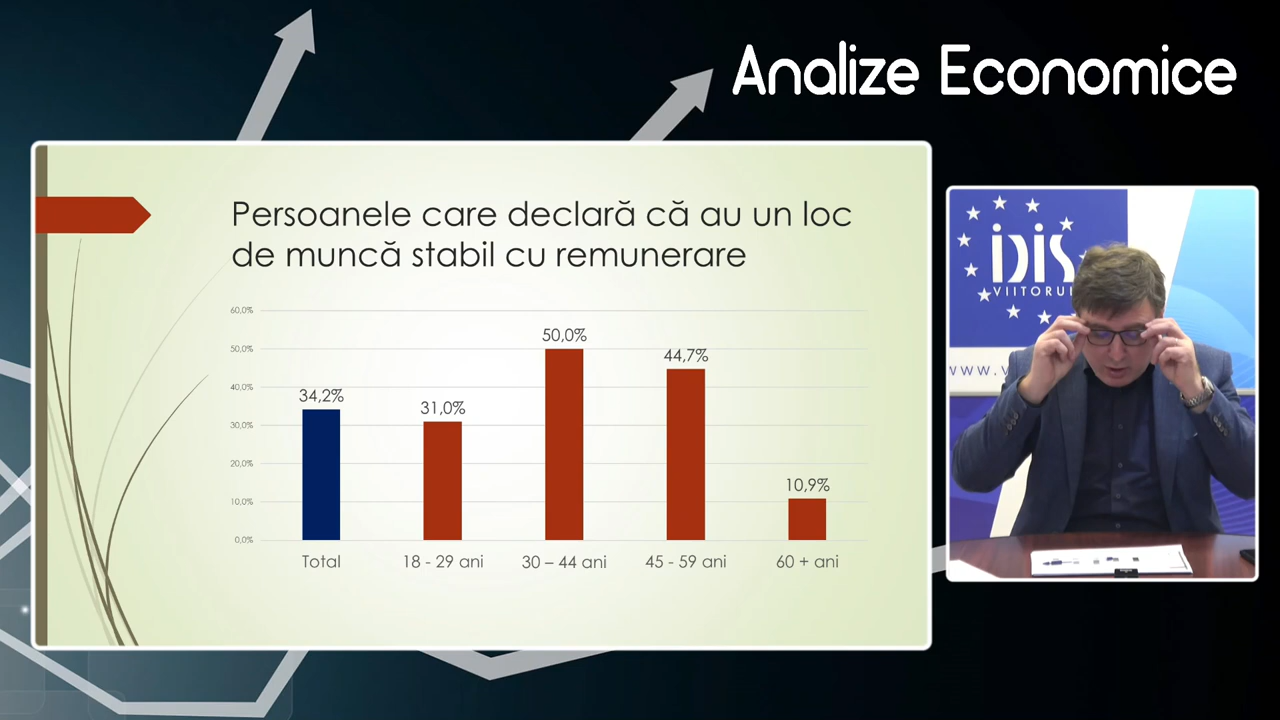 Analize Economice
Persoanele care declară că au un loc
de muncă stabil cu remunerare
60,0%
50,0%
40,0%
30,0%
20,0%
10,0%
0,0%
34,2%
31,0%
50,0%
44,7%
10,9%
Total
18 - 29 ani
30 – 44 ani
45 - 59 ani
60 + ani
IDIS
VIITORUL
www.v